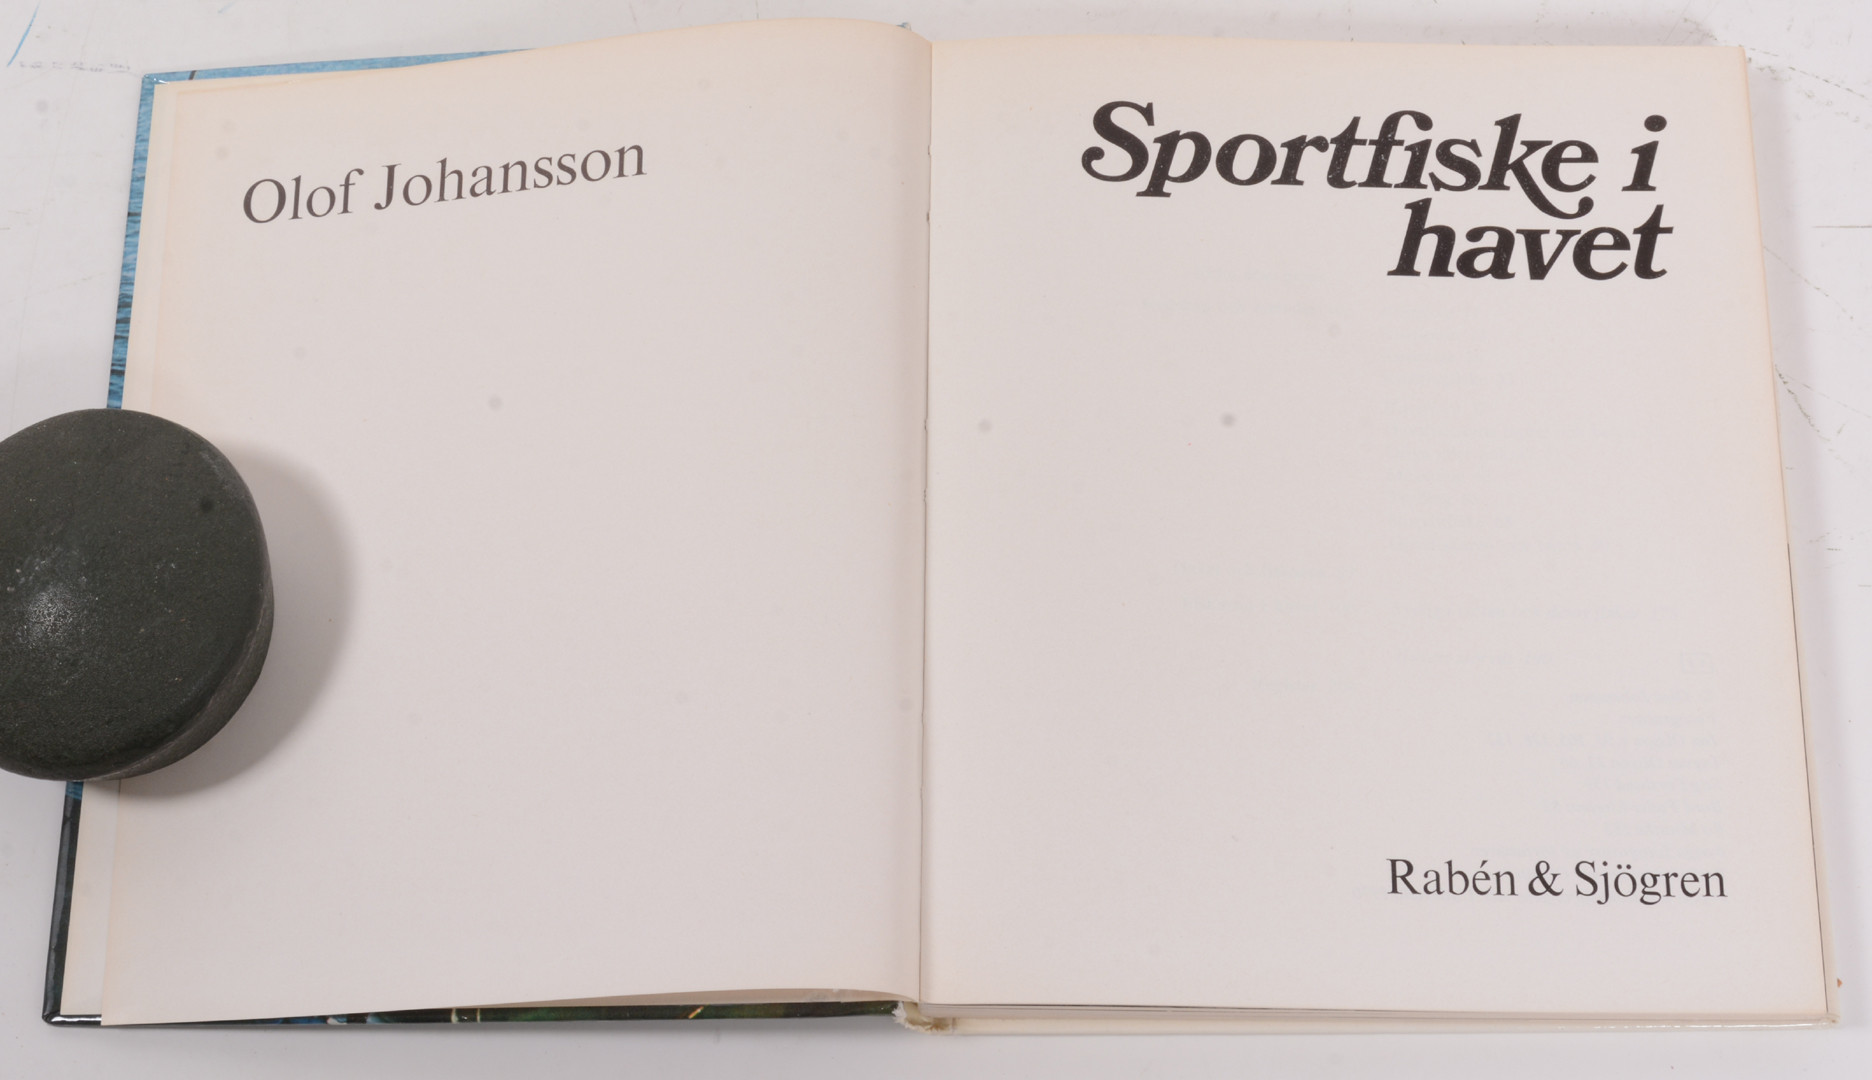 Olof Johansson
Sportfiske i
havet
Rabén & Sjögren